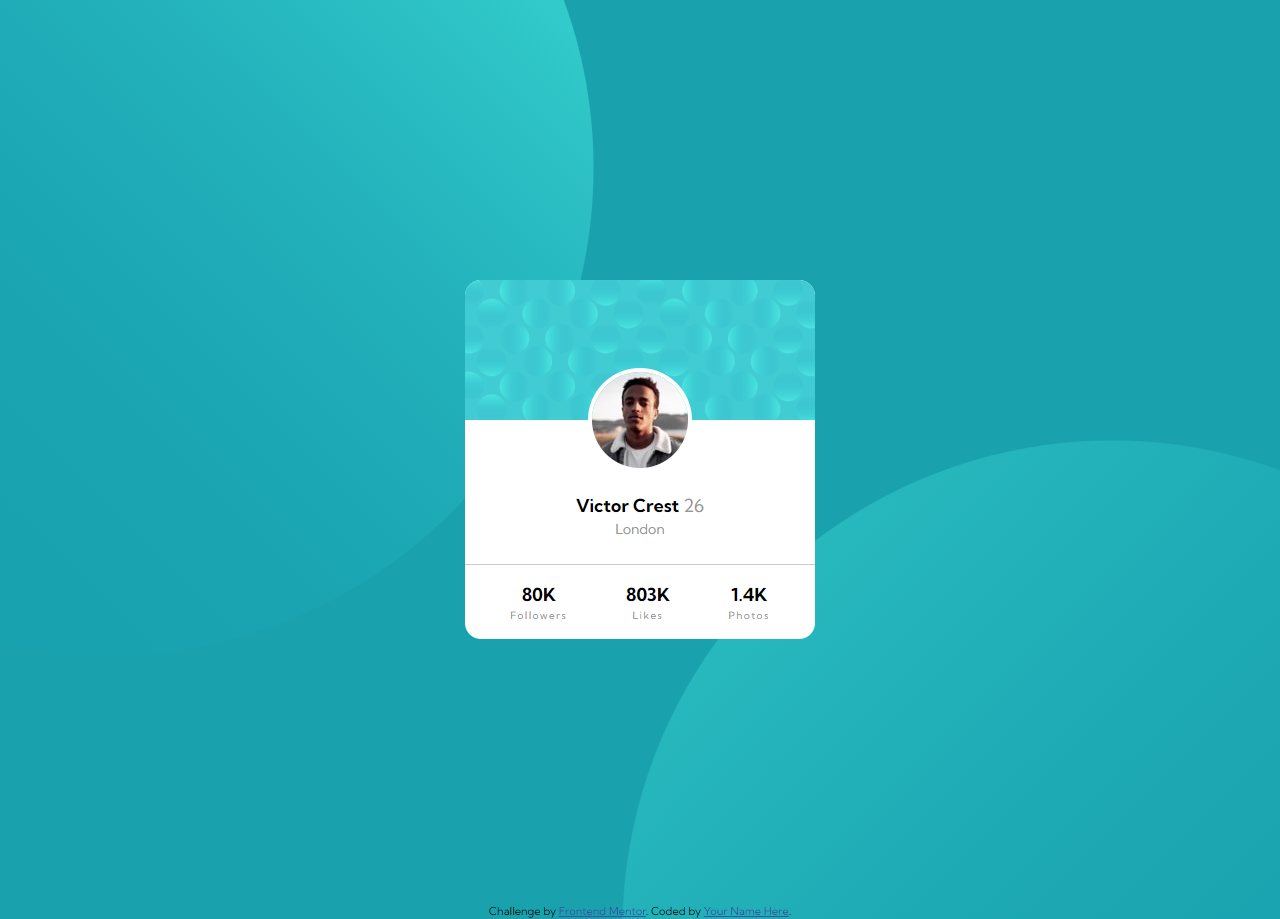 Victor Crest 26
London
80K 803K 1.4K
Followers Likes Photos
Challenge by Frontend Mentor. Coded by Your Name Here.